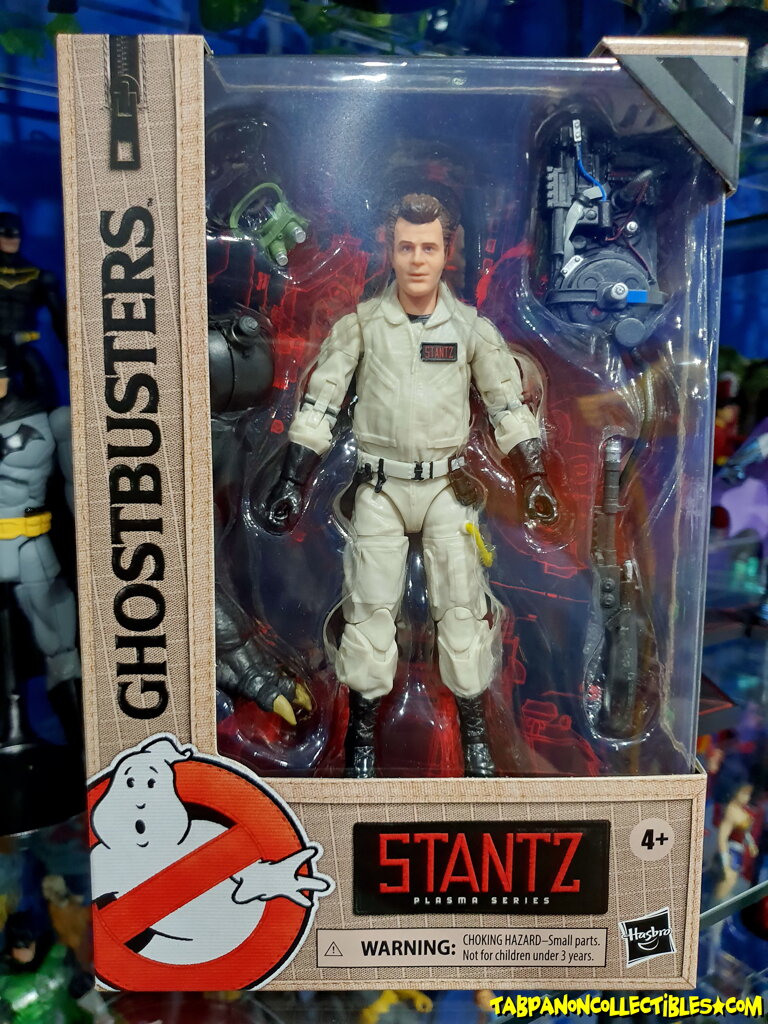 GHOSTBUSTERS™
STANTZ
STANTZ
PLASMA SERIES
4+
WARNING: CHOKING HAZARD–Small parts.
Not for children under 3 years.
Hasbro
TABPANONCOLLECTIBLES★COM